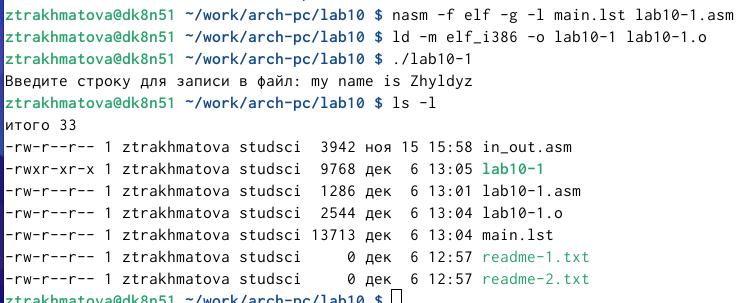 ztrakhmatova@dk8n51 ~/work/arch-pc/lab10 $ nasm -f elf -g -l main.lst lab10-1.asm
ztrakhmatova@dk8n51 ~/work/arch-pc/lab10 $ ld -m elf_i386 -o lab10-1 lab10-1.o
ztrakhmatova@dk8n51 ~/work/arch-pc/lab10 $ ./lab10-1
Введите строку для записи в файл: my name is Zhyldyz
ztrakhmatova@dk8n51 ~/work/arch-pc/lab10 $ ls -l
итого 33
-rw-r--r-- 1 ztrakhmatova studsci  3942 ноя 15 15:58 in_out.asm
-rwxr-xr-x 1 ztrakhmatova studsci  9768 дек  6 13:05 lab10-1
-rw-r--r-- 1 ztrakhmatova studsci  1286 дек  6 13:01 lab10-1.asm
-rw-r--r-- 1 ztrakhmatova studsci  2544 дек  6 13:04 lab10-1.o
-rw-r--r-- 1 ztrakhmatova studsci 13713 дек  6 13:04 main.lst
-rw-r--r-- 1 ztrakhmatova studsci     0 дек  6 12:57 readme-1.txt
-rw-r--r-- 1 ztrakhmatova studsci     0 дек  6 12:57 readme-2.txt
ztrakhmatova@dk8n51 ~/work/arch-pc/lab10 $